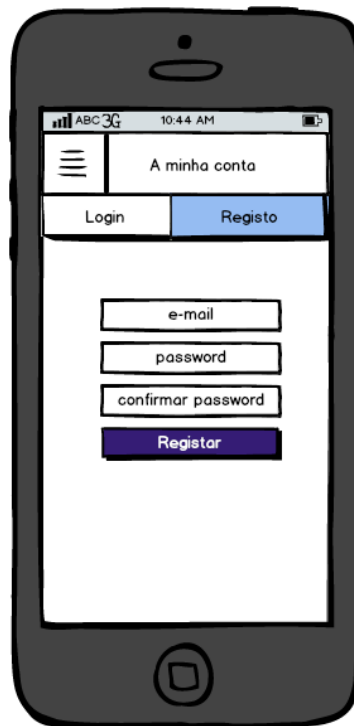 ABC 3G 10:44 AM
A minha conta
Login Registo
e-mail
password
confirmar password
Registar